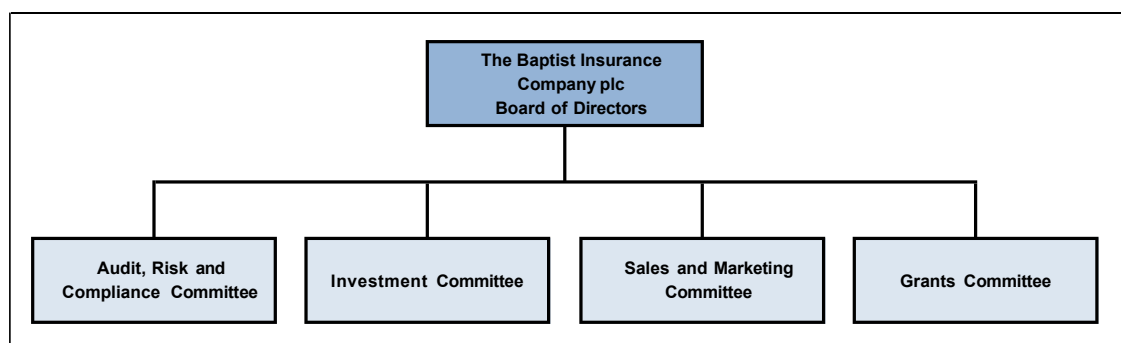 The Baptist Insurance
Company plc
Board of Directors
Audit, Risk and
Compliance Committee
Investment Committee
Sales and Marketing
Committee
Grants Committee